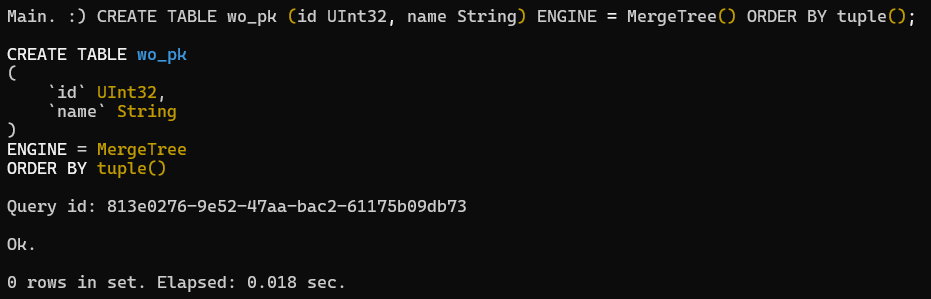 Main. :) CREATE TABLE wo_pk (id UInt32, name String) ENGINE = MergeTree() ORDER BY tuple();
CREATE TABLE wo_pk
(
    `id` UInt32,
    `name` String
)
ENGINE = MergeTree
ORDER BY tuple()
Query id: 813e0276-9e52-47aa-bac2-61175b09db73
Ok.
0 rows in set. Elapsed: 0.018 sec.